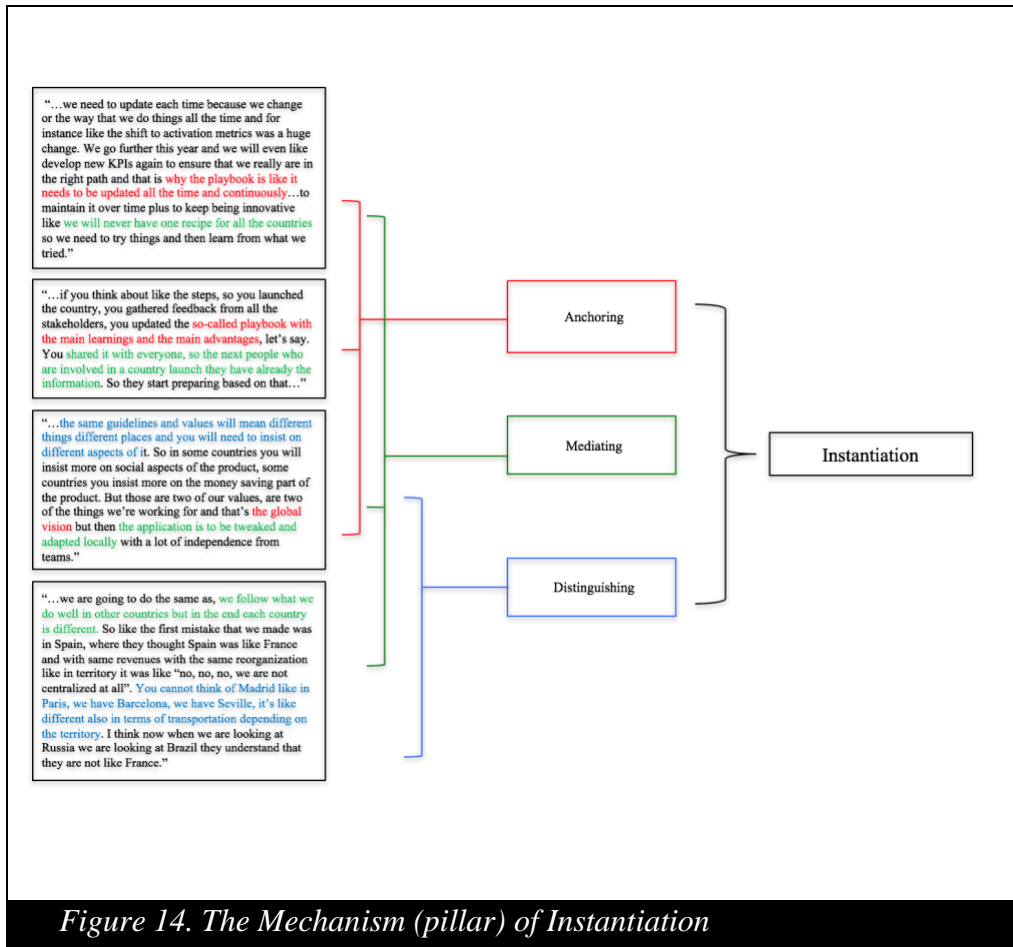 “…we need to update each time because we change
or the way that we do things all the time and for
instance like the shift to activation metrics was a huge
change. We go further this year and we will even like
develop new KPIs again to ensure that we really are in
the right path and that is why the playbook is like it
needs to be updated all the time and continuously…to
maintain it over time plus to keep being innovative
like we will never have one recipe for all the countries
so we need to try things and then learn from what we
tried.”
“…if you think about like the steps, so you launched
the country, you gathered feedback from all the
stakeholders, you updated the so-called playbook with
the main learnings and the main advantages, let’s say.
You shared it with everyone, so the next people who
are involved in a country launch they have already the
information. So they start preparing based on that…”
“…the same guidelines and values will mean different
things different places and you will need to insist on
different aspects of it. So in some countries you will
insist more on social aspects of the product, some
countries you insist more on the money saving part of
the product. But those are two of our values, are two
of the things we’re working for and that’s the global
vision but then the application is to be tweaked and
adapted locally with a lot of independence from
teams.”
“…we are going to do the same as, we follow what we
do well in other countries but in the end each country
is different. So like the first mistake that we made was
in Spain, where they thought Spain was like France
and with same revenues with the same reorganization
like in territory it was like “no, no, no, we are not
centralized at all”. You cannot think of Madrid like in
Paris, we have Barcelona, we have Seville, it’s like
different also in terms of transportation depending on
the territory. I think now when we are looking at
Russia we are looking at Brazil they understand that
they are not like France.”
Anchoring
Mediating
Distinguishing
Instantiation
Figure 14. The Mechanism (pillar) of Instantiation